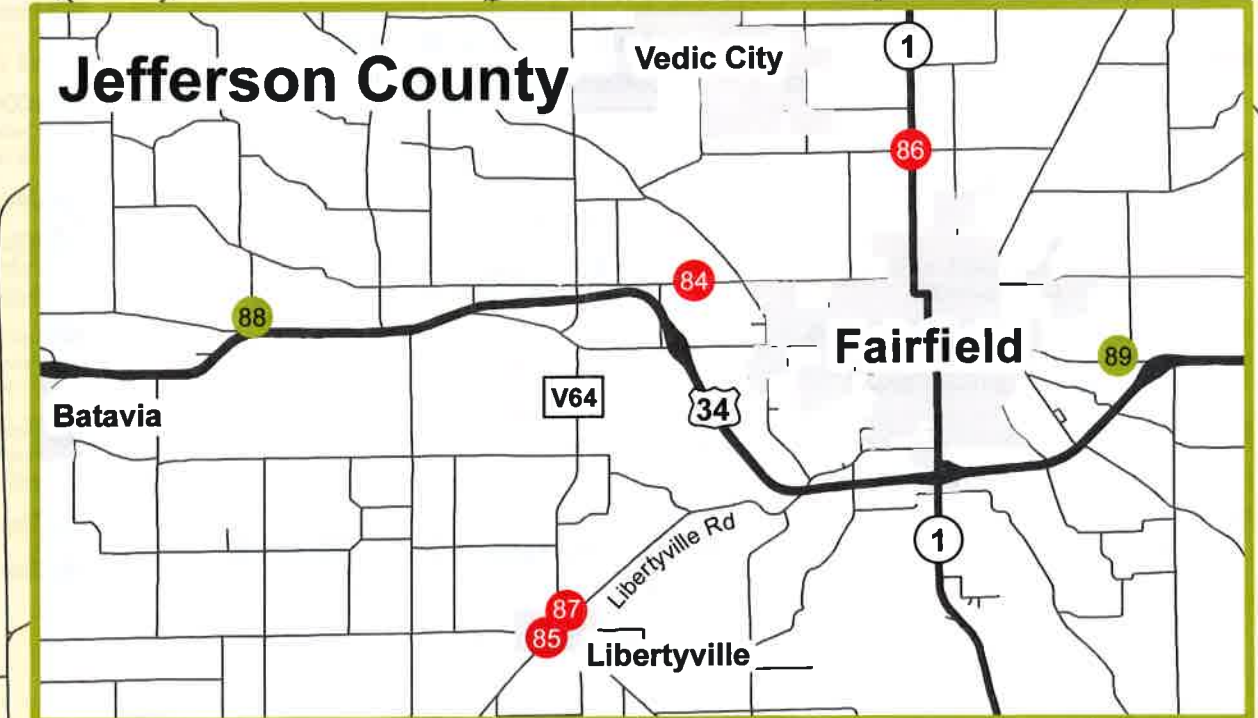 Jefferson County
Vedic City
1
86
84
88
Fairfield
89
V64
34
Batavia
Libertyville Rd
1
87
85
Libertyville